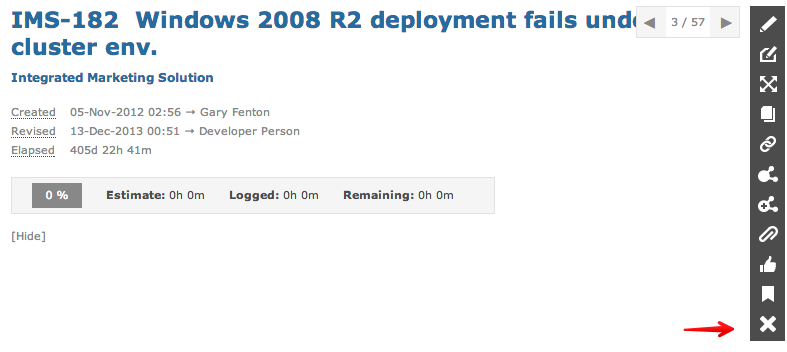 IMS-182 Windows 2008 R2 deployment fails unde
cluster env.
3 / 57
Integrated Marketing Solution
Created 05-Nov-2012 02:56 → Gary Fenton
Revised 13-Dec-2013 00:51 → Developer Person
Elapsed 405d 22h 41m
0 % Estimate: 0h 0m Logged: 0h 0m Remaining: 0h 0m
[Hide]